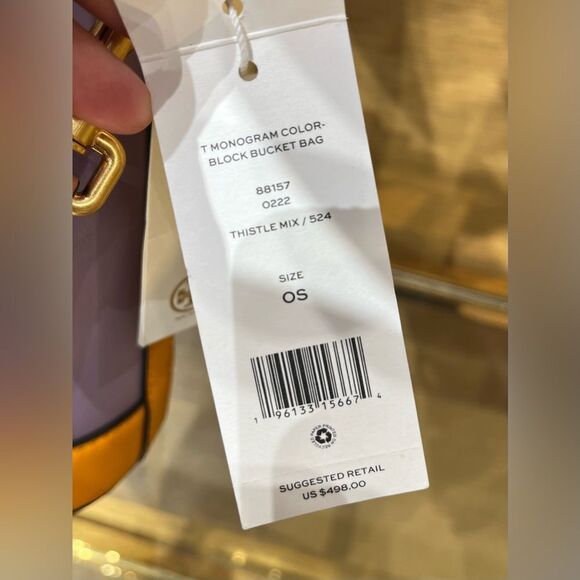 T MONOGRAM COLOR-
BLOCK BUCKET BAG
88157
0222
THISTLE MIX / 524
SIZE
OS
1 96133 15667 4
SUGGESTED RETAIL
US $498.00